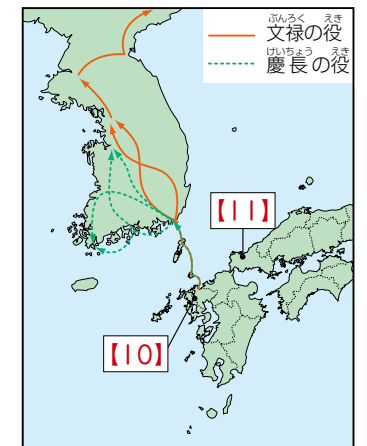 ぶんろく えき
文禄の役
けいちょう えき
慶長の役
【11】
【10】